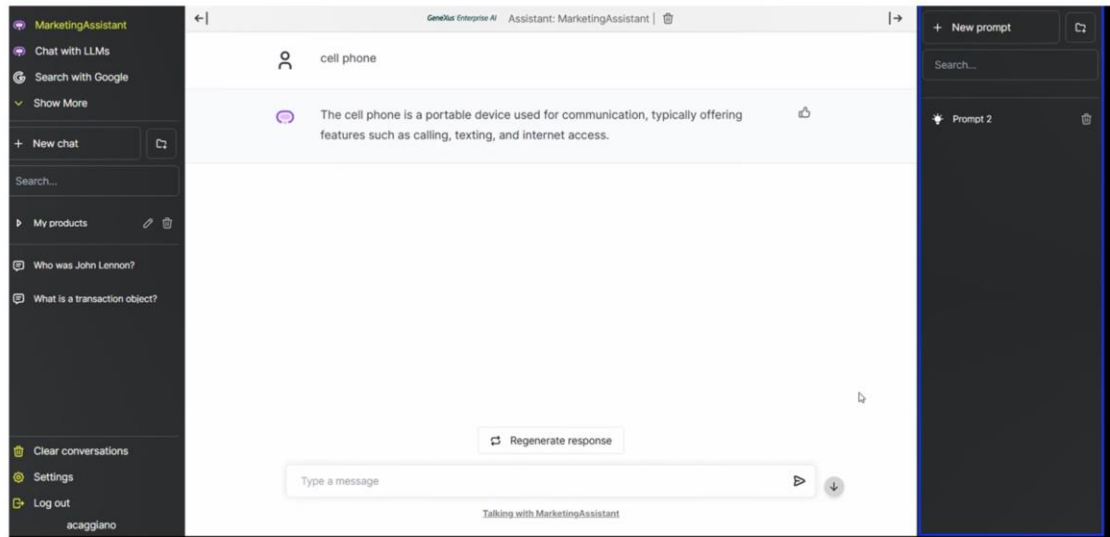 MarketingAssistant
Chat with LLMs
Search with Google
Show More
+ New chat
Search...
My products
Who was John Lennon?
What is a transaction object?
Clear conversations
Settings
Log out
acaggiano
GeneXus Enterprise AI Assistant: MarketingAssistant |
cell phone
The cell phone is a portable device used for communication, typically offering
features such as calling, texting, and internet access.
Regenerate response
Type a message
Talking with MarketingAssistant
+ New prompt
Search...
Prompt 2